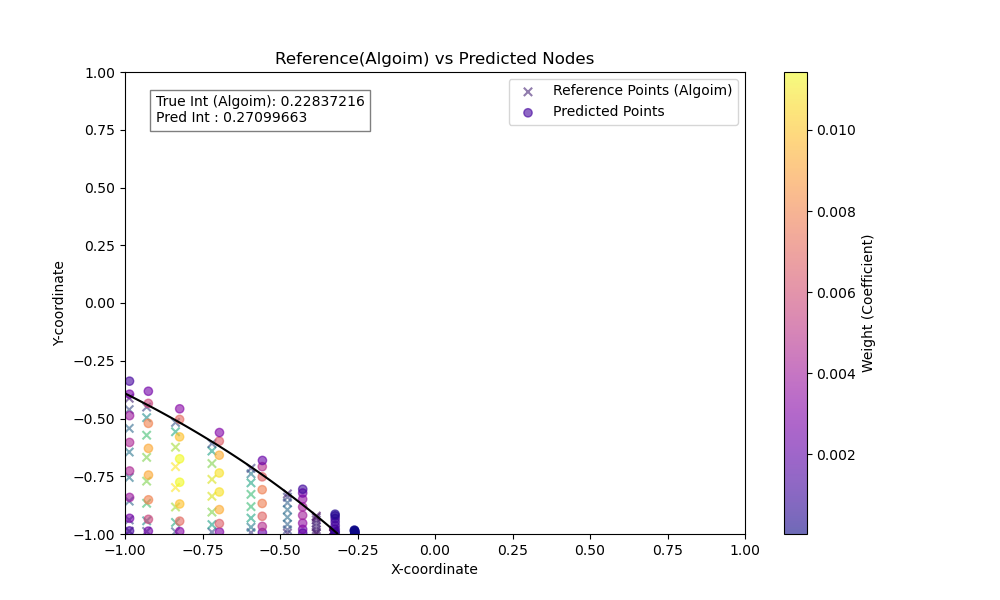 Reference(Algoim) vs Predicted Nodes
True Int (Algoim): 0.22837216
Pred Int : 0.27099663
Reference Points (Algoim)
Predicted Points
1.00
0.75
0.50
0.25
0.00
−0.25
−0.50
−0.75
−1.00
Y-coordinate
−1.00
−0.75
−0.50
−0.25
0.00
0.25
0.50
0.75
1.00
X-coordinate
0.010
0.008
0.006
0.004
0.002
Weight (Coefficient)